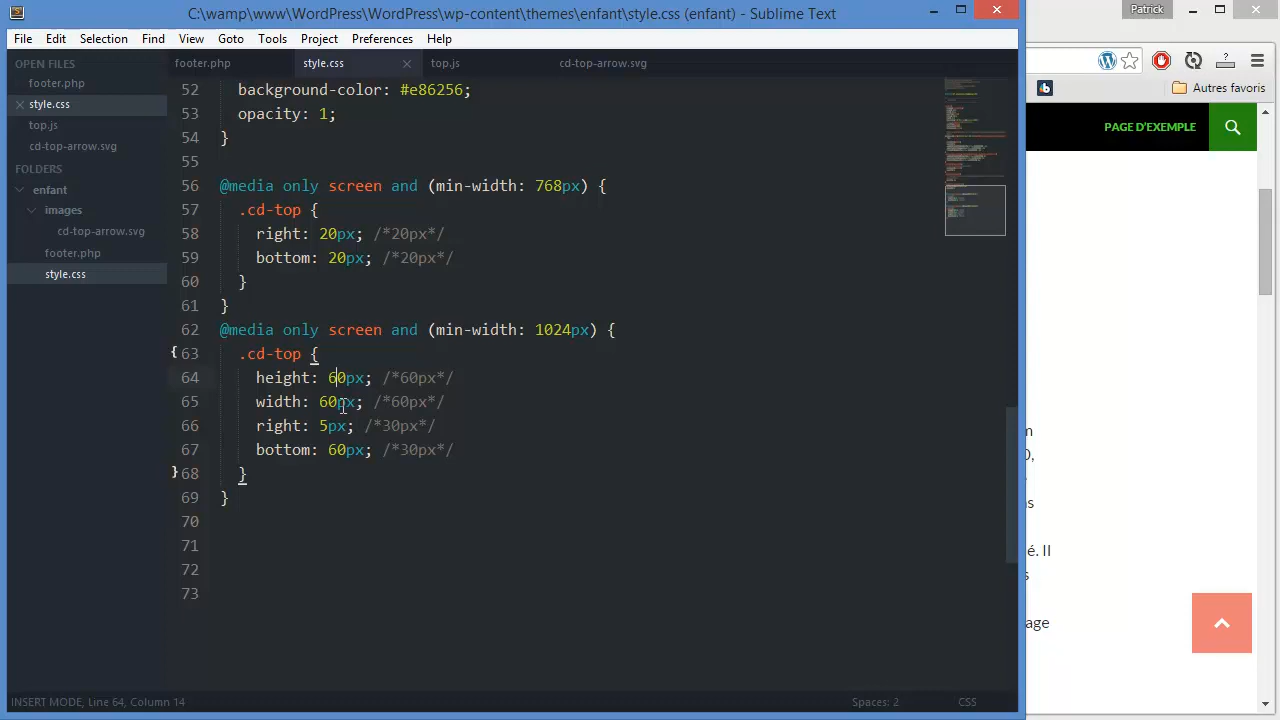 C:\wamp\www\WordPress\WordPress\wp-content\themes\enfant\style.css (enfant) - Sublime Text
Patrick
File Edit Selection Find View Goto Tools Project Preferences Help
OPEN FILES
footer.php
style.css
top.js
cd-top-arrow.svg
FOLDERS
enfant
images
cd-top-arrow.svg
footer.php
style.css
footer.php style.css top.js cd-top-arrow.svg
52 background-color: #e86256;
53 opacity: 1;
54 }
55
56 @media only screen and (min-width: 768px) {
57 .cd-top {
58 right: 20px; /*20px*/
59 bottom: 20px; /*20px*/
60 }
61 }
62 @media only screen and (min-width: 1024px) {
63 .cd-top {
64 height: 60px; /*60px*/
65 width: 60px; /*60px*/
66 right: 5px; /*30px*/
67 bottom: 60px; /*30px*/
68 }
69 }
70
71
72
73
INSERT MODE, Line 64, Column 14
Spaces: 2
CSS
Autres favoris
PAGE D'EXEMPLE
m
0,
ns
é. Il
s
age